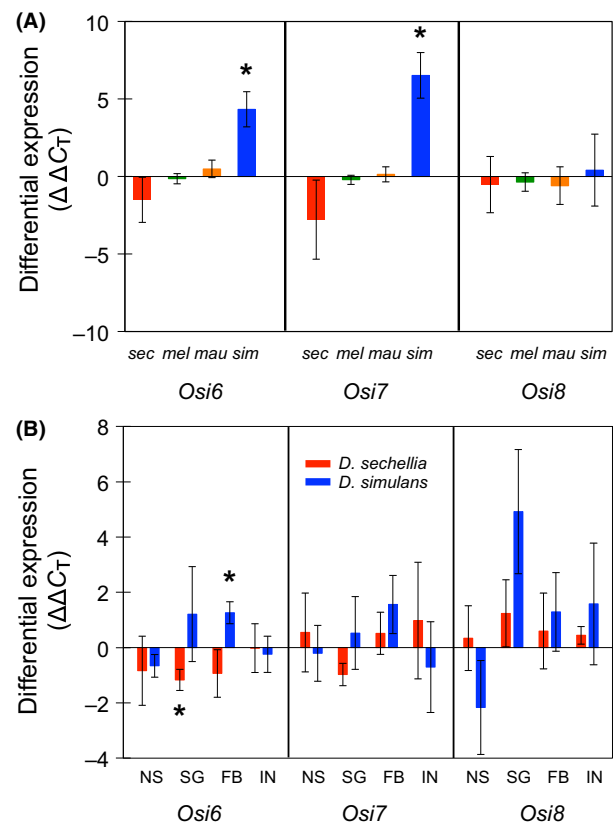 (A)
Differential expression
(Δ ΔCT)
10
5
0
−5
−10
*
*
sec mel mau sim
sec mel mau sim
sec mel mau sim
Osi6
Osi7
Osi8
(B)
Differential expression
(ΔΔCT)
8
6
4
2
0
−2
−4
D. sechellia
D. simulans
*
*
NS SG FB IN
NS SG FB IN
NS SG FB IN
Osi6
Osi7
Osi8